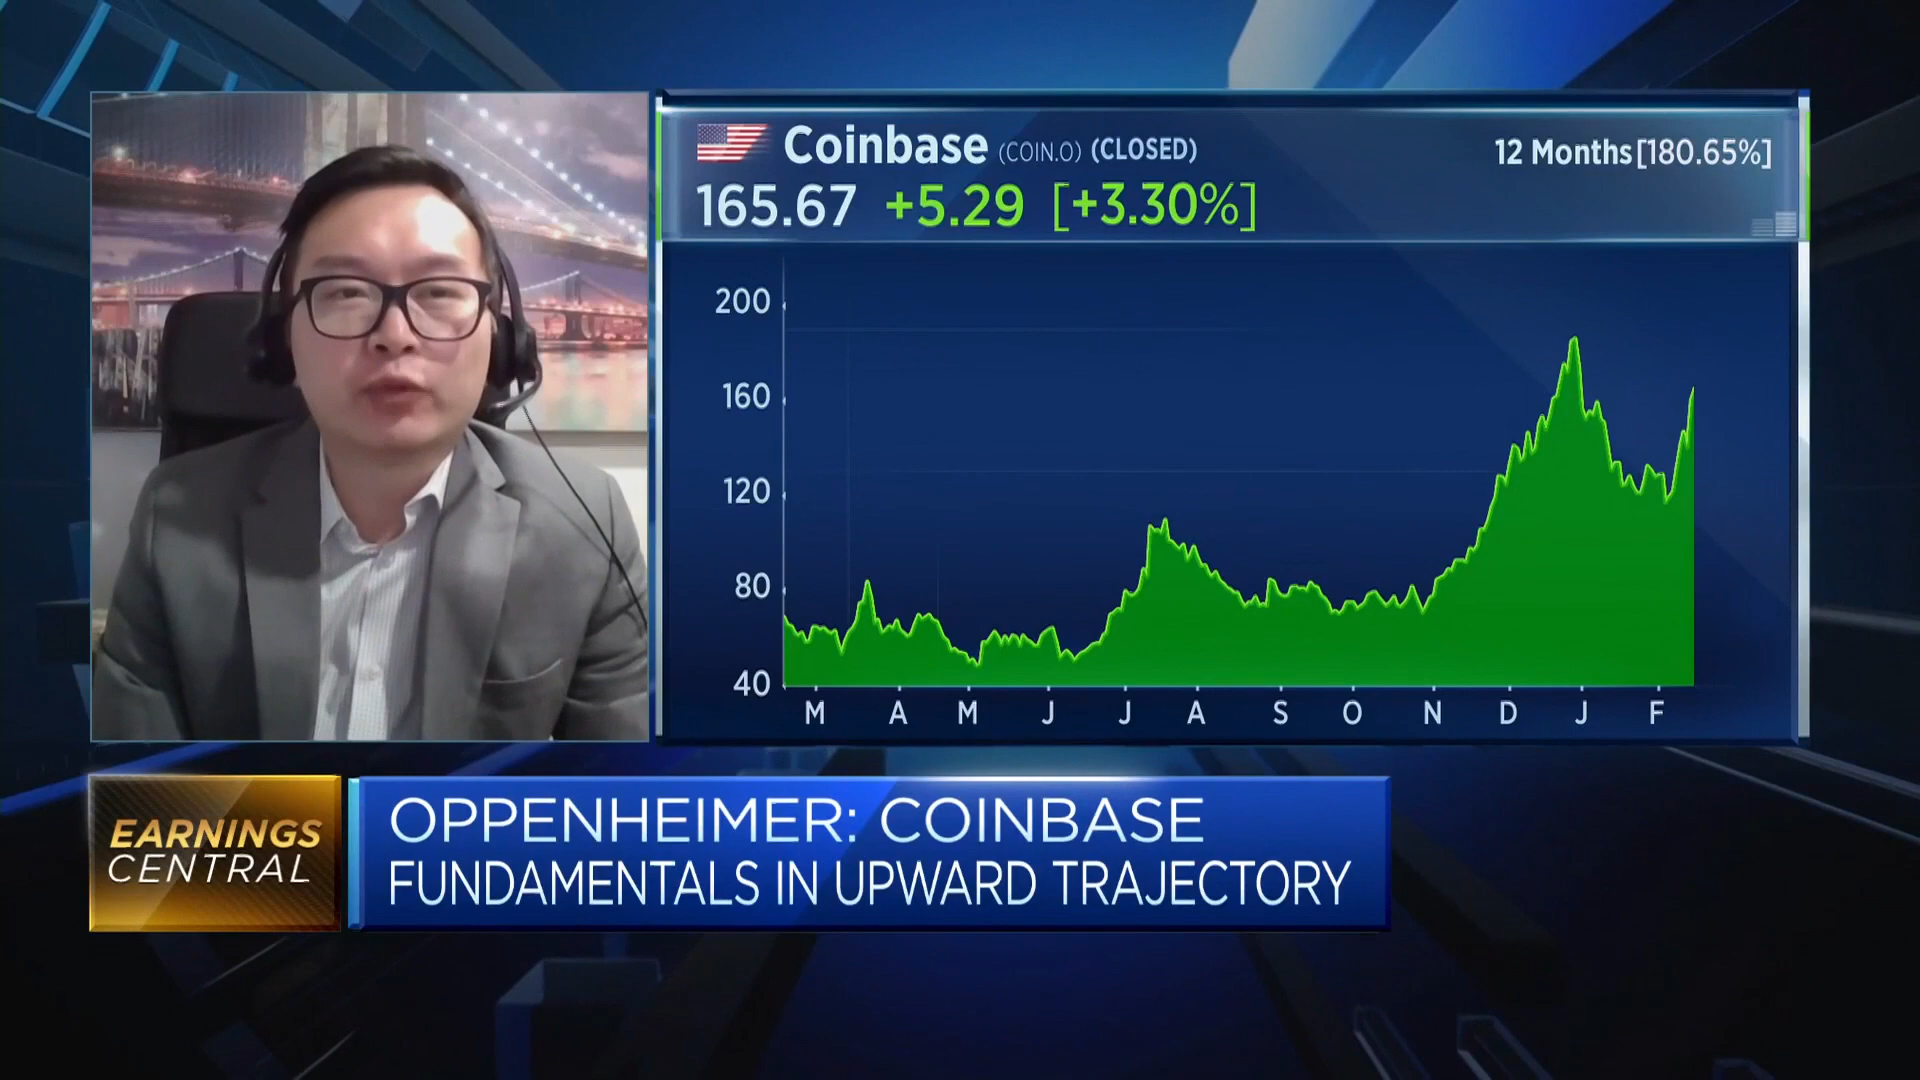 Coinbase (COIN.O) (CLOSED)
12 Months [180.65%]
165.67 +5.29 [+3.30%]
200
160
120
80
40
M A M J J A S O N D J F
EARNINGS
CENTRAL
OPPENHEIMER: COINBASE
FUNDAMENTALS IN UPWARD TRAJECTORY